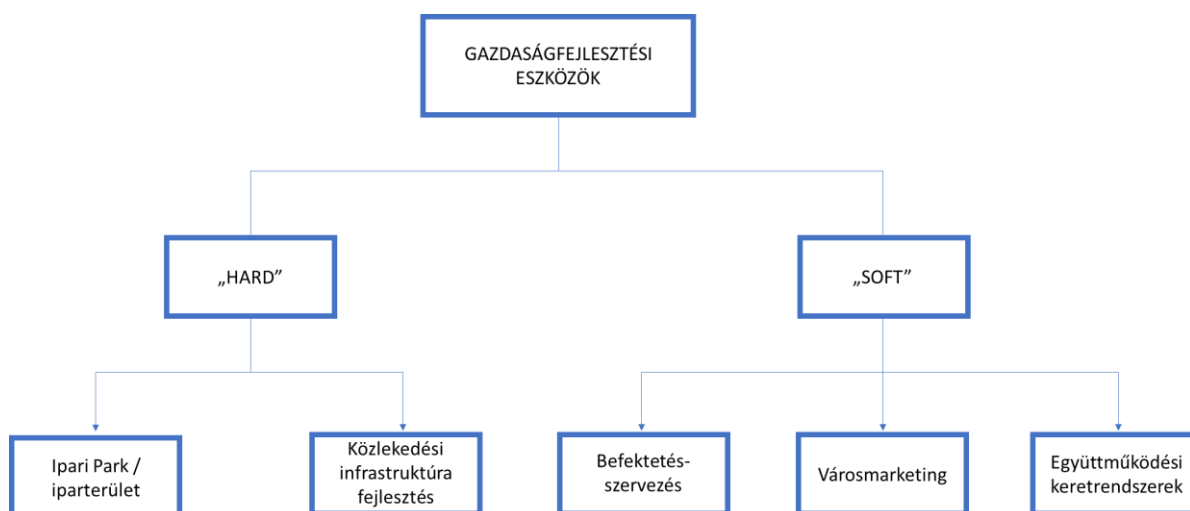 GAZDASÁGFEJLESZTÉSI
ESZKÖZÖK
„HARD”
„SOFT”
Ipari Park /
iparterület
Közlekedési
infrastruktúra
fejlesztés
Befektetés-
szervezés
Városmarketing
Együttműködési
keretrendszerek